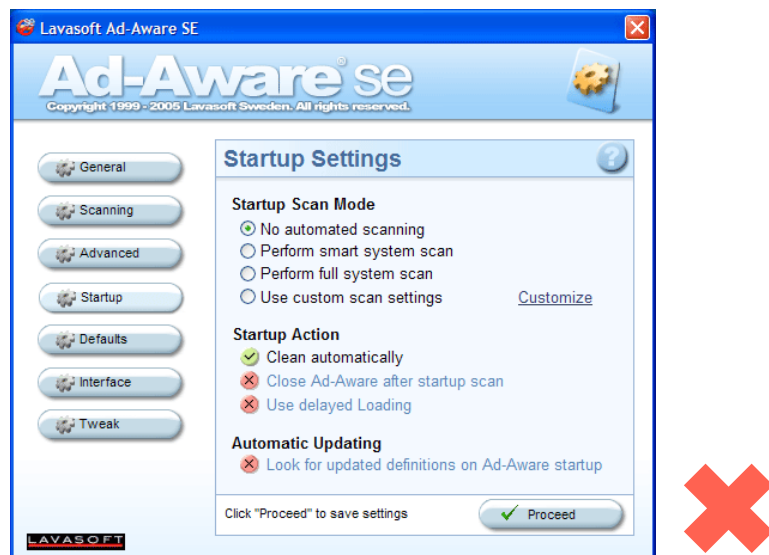 Lavasoft Ad-Aware SE
Ad-Aware® se
Copyright 1999 - 2005 Lavasoft Sweden. All rights reserved.
General
Scanning
Advanced
Startup
Defaults
Interface
Tweak
LAVASOFT
Startup Settings
?
Startup Scan Mode
No automated scanning
Perform smart system scan
Perform full system scan
Use custom scan settings Customize
Startup Action
Clean automatically
Close Ad-Aware after startup scan
Use delayed Loading
Automatic Updating
Look for updated definitions on Ad-Aware startup
Click "Proceed" to save settings Proceed